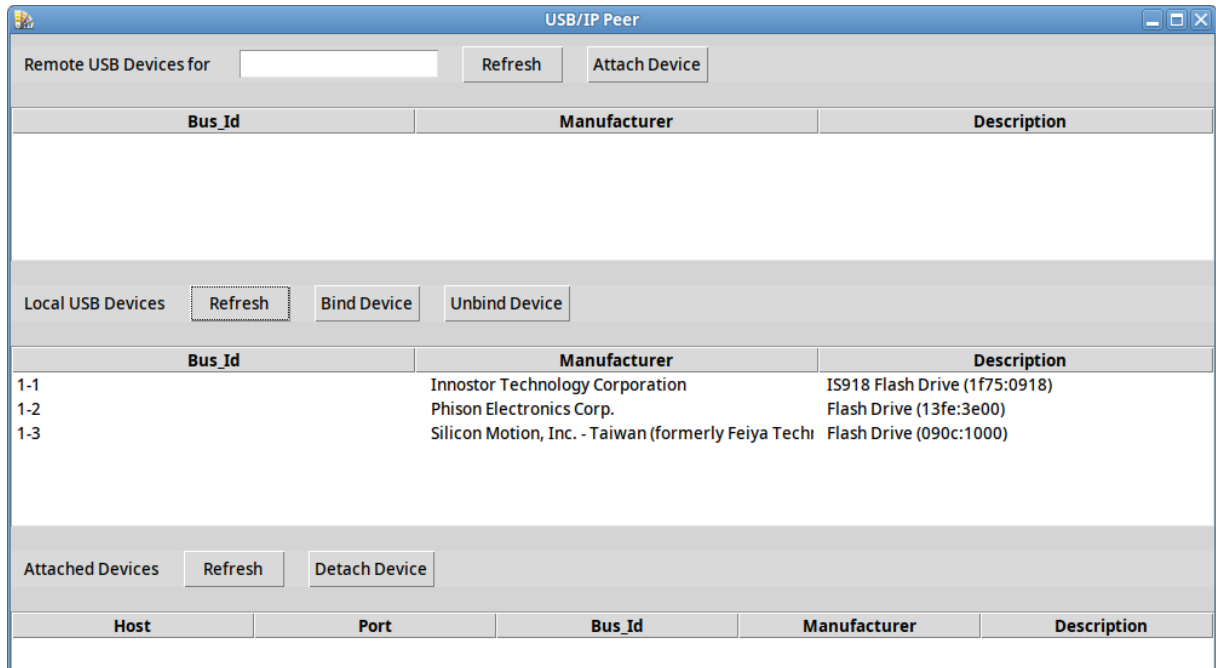 USB/IP Peer
Remote USB Devices for Refresh Attach Device
Bus_Id Manufacturer Description
Local USB Devices Refresh Bind Device Unbind Device
Bus_Id Manufacturer Description
1-1 Innostor Technology Corporation IS918 Flash Drive (1f75:0918)
1-2 Phison Electronics Corp. Flash Drive (13fe:3e00)
1-3 Silicon Motion, Inc. - Taiwan (formerly Feiya Flash Drive (090c:1000)
Attached Devices Refresh Detach Device
Host Port Bus_Id Manufacturer Description